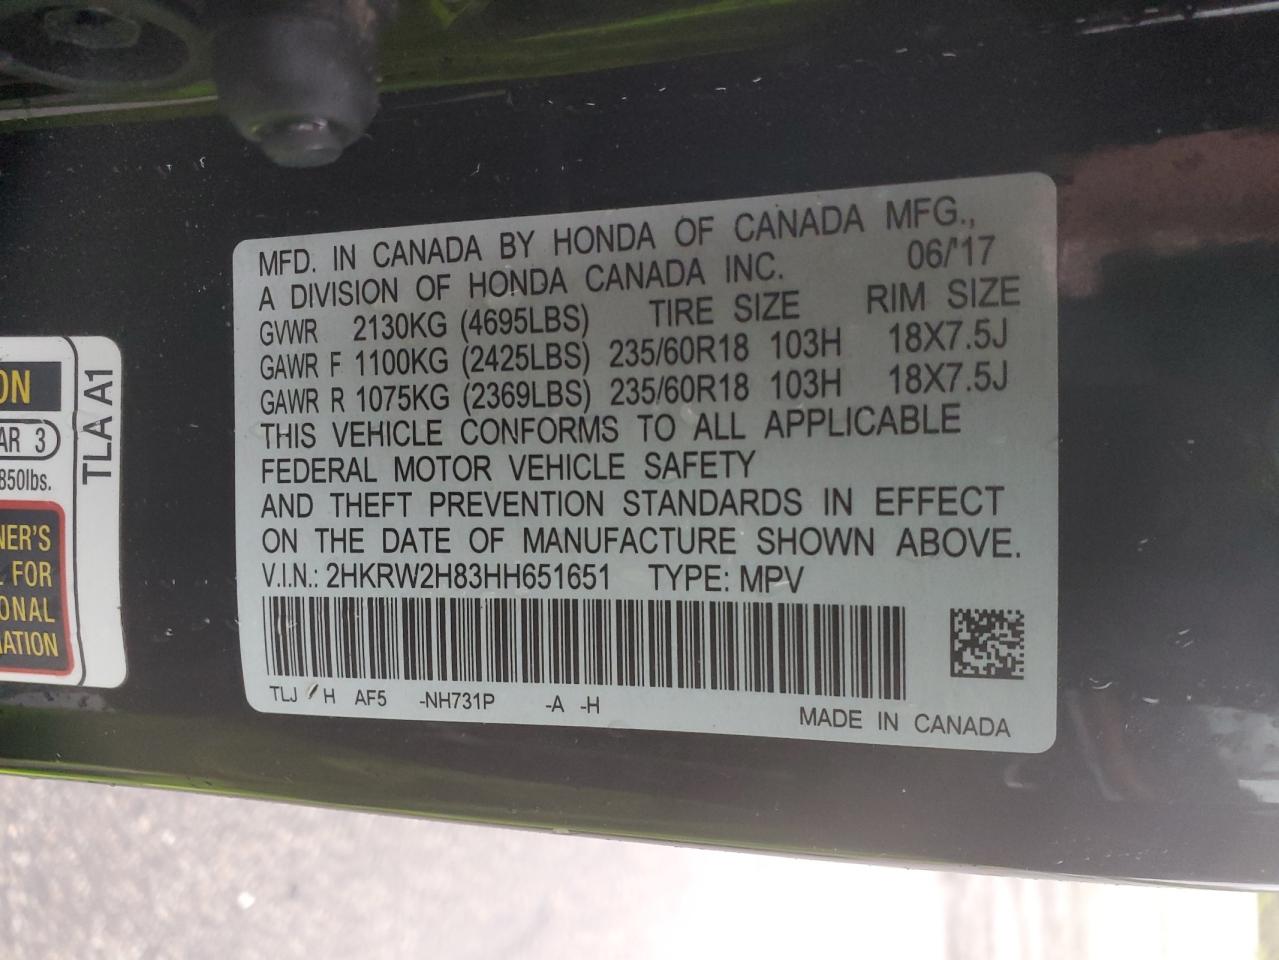 MFD. IN CANADA BY HONDA OF CANADA MFG.,
A DIVISION OF HONDA CANADA INC. 06/'17
GVWR 2130KG (4695LBS) TIRE SIZE RIM SIZE
GAWR F 1100KG (2425LBS) 235/60R18 103H 18X7.5J
GAWR R 1075KG (2369LBS) 235/60R18 103H 18X7.5J
THIS VEHICLE CONFORMS TO ALL APPLICABLE
FEDERAL MOTOR VEHICLE SAFETY
AND THEFT PREVENTION STANDARDS IN EFFECT
ON THE DATE OF MANUFACTURE SHOWN ABOVE.
V.I.N.: 2HKRW2H83HH651651 TYPE: MPV
TLJ H AF5 -NH731P -A -H
MADE IN CANADA
ON
AR 3
850lbs.
NER'S
FOR
ONAL
ATION
TLA A1